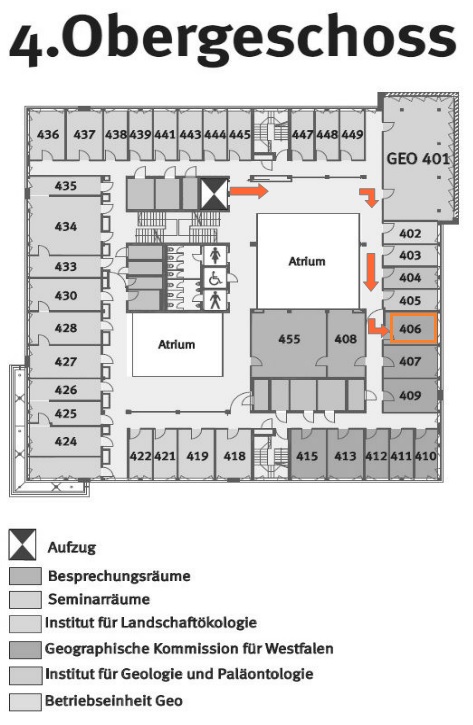 4.Obergeschoss
436 437 438 439 441 443 444 445 447 448 449
GEO 401
435
434
433
430
428
427
426
425
424
402
403
404
405
406
407
409
Atrium
455 408
Atrium
422 421 419 418 415 413 412 411 410
Aufzug
Besprechungsräume
Seminarräume
Institut für Landschaftökologie
Geographische Kommission für Westfalen
Institut für Geologie und Paläontologie
Betriebseinheit Geo